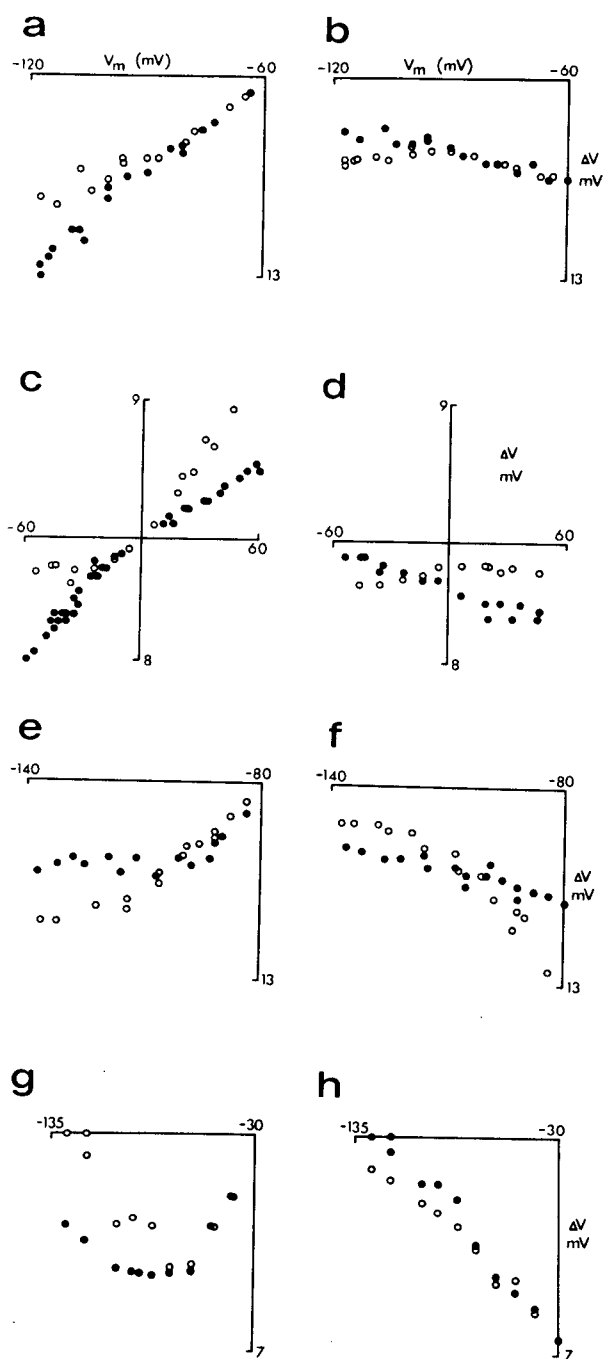 a b
-120 -60 -120 -60
Vm (mV) Vm (mV)
ΔV
mV
13 13
c d
9 9
ΔV
mV
-60 60 -60 60
8 8
e f
-140 -80 -140 -80
ΔV
mV
13 13
g h
-135 -30 -135 -30
ΔV
mV
7 7